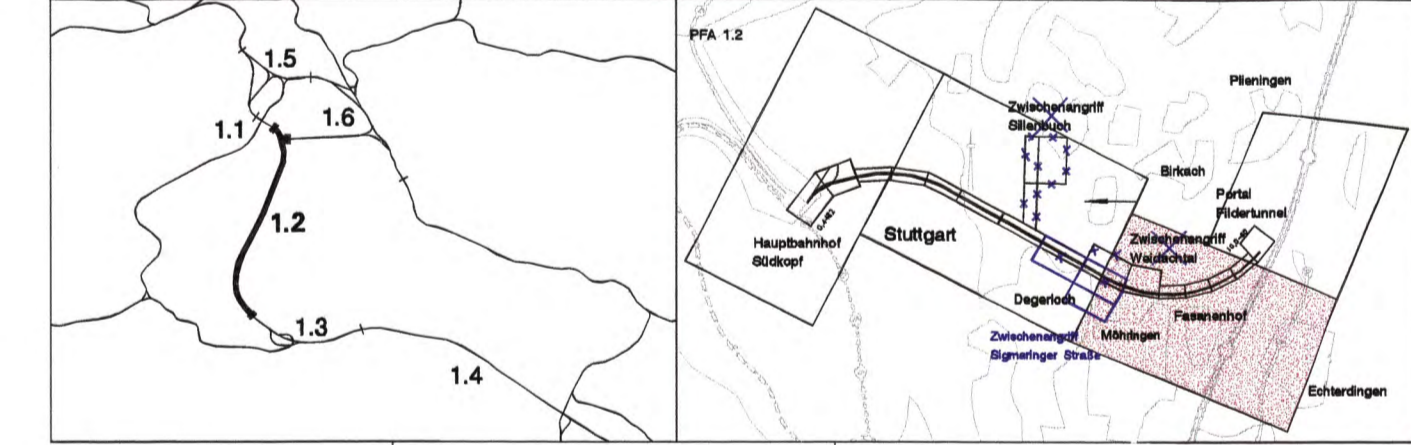 1.5
1.6
1.1
1.2
1.3
1.4
PFA 1.2
Plieningen
Zwischenangriff
Sillenbuch
Birkach
Portal
Fildertunnel
Hauptbahnhof
Südkopf
Stuttgart
Zwischenangriff
Weidachtal
Degerloch
Fasanenhof
Zwischenangriff
Sigmaringer Straße
Möhringen
Echterdingen